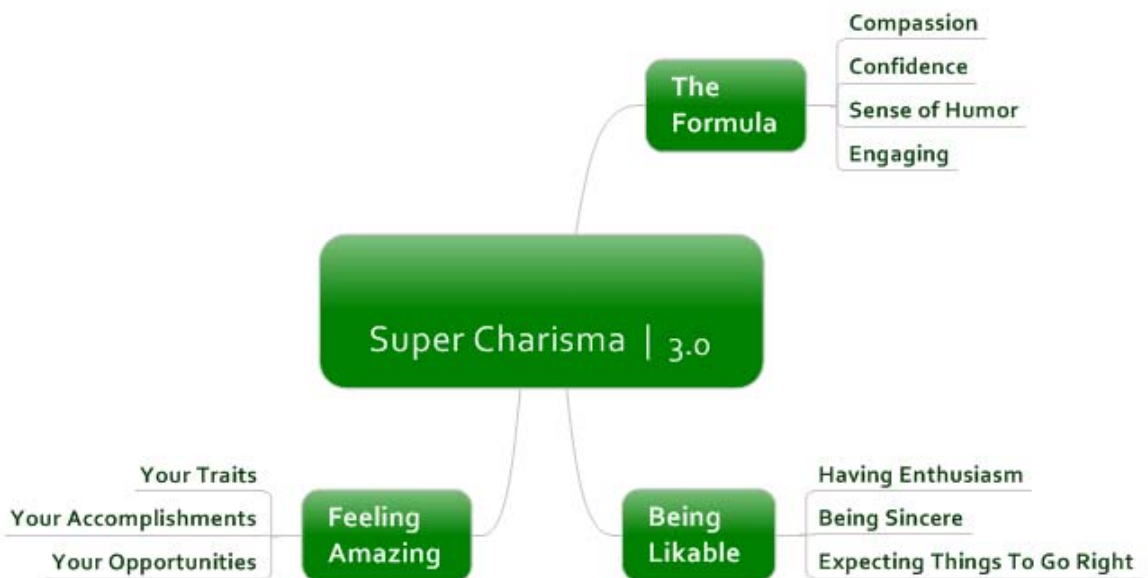 Compassion
Confidence
Sense of Humor
Engaging
The
Formula
Super Charisma | 3.0
Your Traits
Your Accomplishments
Your Opportunities
Feeling
Amazing
Being
Likable
Having Enthusiasm
Being Sincere
Expecting Things To Go Right